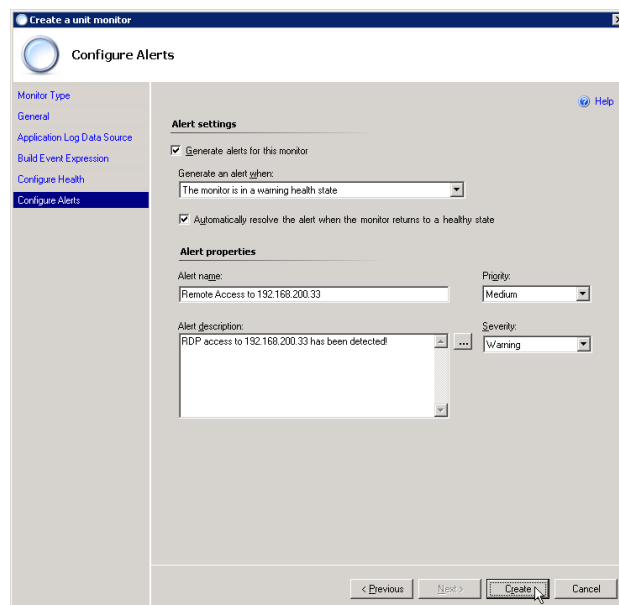 Create a unit monitor
Configure Alerts
Monitor Type
General
Application Log Data Source
Build Event Expression
Configure Health
Configure Alerts
Help
Alert settings
Generate alerts for this monitor
Generate an alert when:
The monitor is in a warning health state
Automatically resolve the alert when the monitor returns to a healthy state
Alert properties
Alert name:
Priority:
Remote Access to 192.168.200.33
Medium
Alert description:
Severity:
RDP access to 192.168.200.33 has been detected!
...
Warning
< Previous
Next >
Create
Cancel